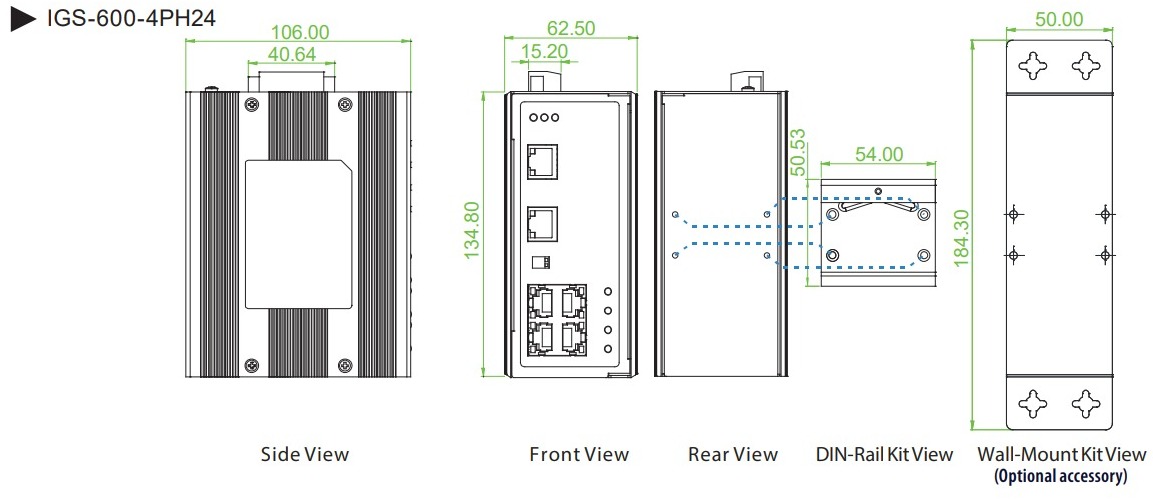 IGS-600-4PH24
106.00
40.64
62.50
15.20
134.80
50.53
54.00
50.00
184.30
Side View
Front View
Rear View
DIN-Rail Kit View
Wall-Mount Kit View
(Optional accessory)